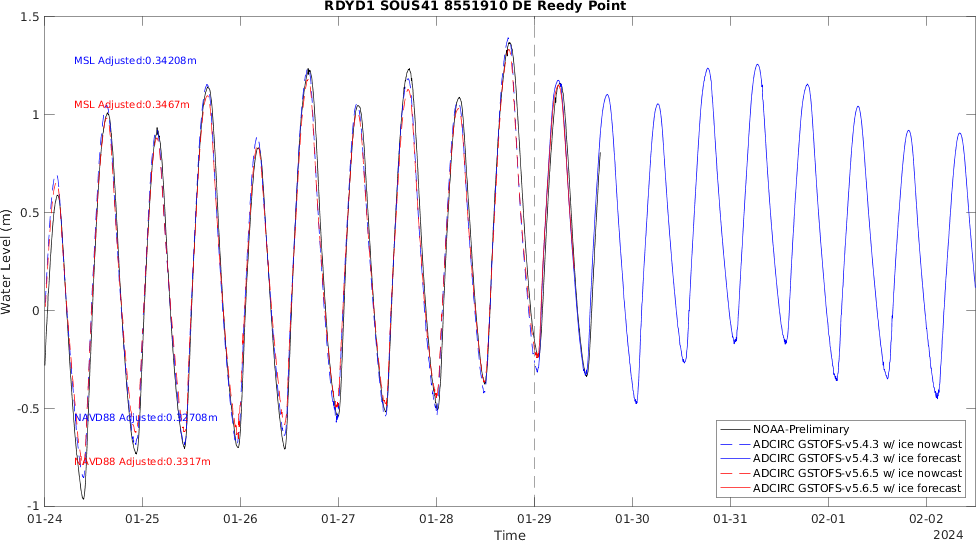 RDYD1 SOUS41 8551910 DE Reedy Point
1.5
1
0.5
0
-0.5
-1
Water Level (m)
MSL Adjusted:0.34208m
MSL Adjusted:0.3467m
NAVD88 Adjusted:0.32708m
NAVD88 Adjusted:0.3317m
NOAA-Preliminary
ADCIRC GSTOFS-v5.4.3 w/ ice nowcast
ADCIRC GSTOFS-v5.4.3 w/ ice forecast
ADCIRC GSTOFS-v5.6.5 w/ ice nowcast
ADCIRC GSTOFS-v5.6.5 w/ ice forecast
01-24 01-25 01-26 01-27 01-28 01-29 01-30 01-31 02-01 02-02
Time
2024